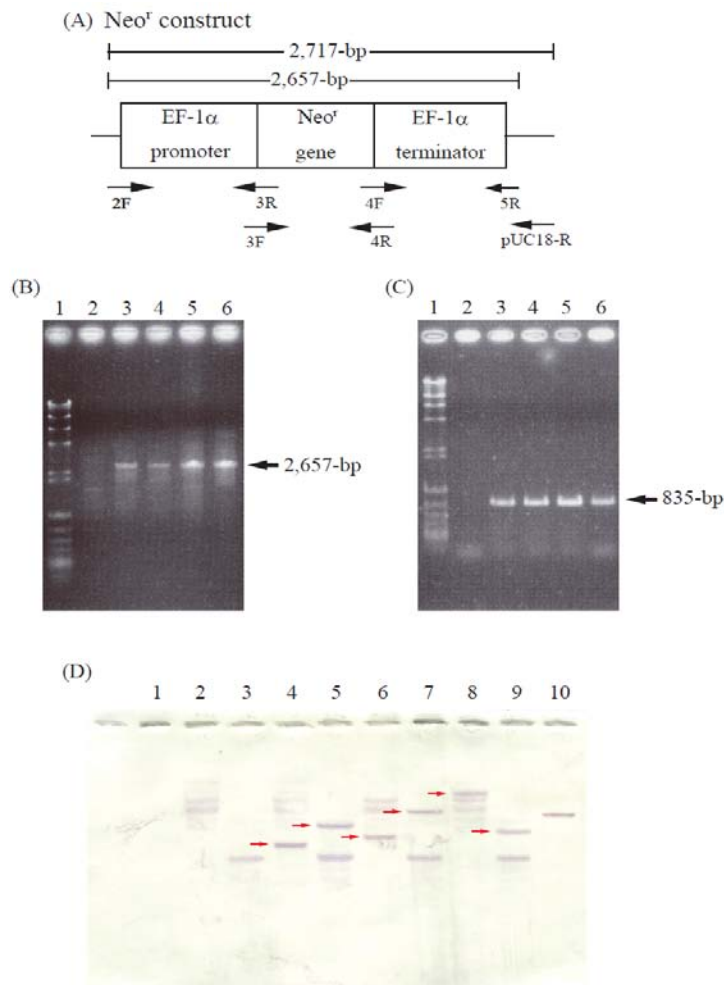 (A) Neoʳ construct
2,717-bp
2,657-bp
EF-1α promoter
Neoʳ gene
EF-1α terminator
2F 3R 4F 5R
3F 4R pUC18-R
(B)
1 2 3 4 5 6
2,657-bp
(C)
1 2 3 4 5 6
835-bp
(D)
1 2 3 4 5 6 7 8 9 10